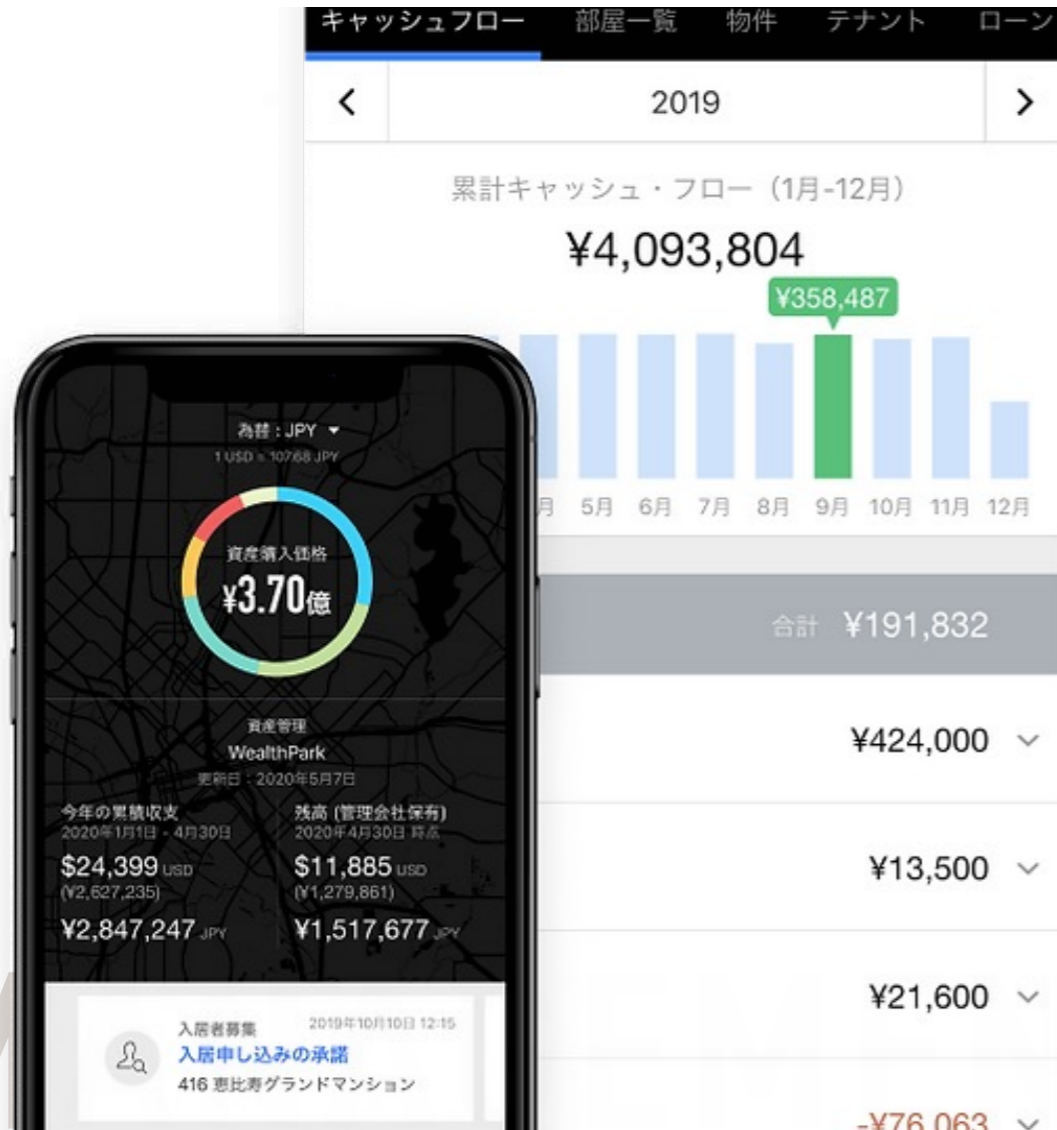 キャッシュフロー
部屋一覧
物件
テナント
ローン
2019
累計キャッシュ・フロー（1月-12月）
¥4,093,804
¥358,487
月
5月
6月
7月
8月
9月
10月
11月
12月
合計 ¥191,832
¥424,000
¥13,500
¥21,600
-¥76,063
為替：JPY
1 USD = 107.68 JPY
資産購入価格
¥3.70億
資産管理
WealthPark
更新日：2020年5月7日
今年の累積収支
2020年1月1日 - 4月30日
$24,399 USD
(¥2,627,235)
¥2,847,247 JPY
残高 (管理会社保有)
2020年4月30日 時点
$11,885 USD
(¥1,279,861)
¥1,517,677 JPY
入居者募集
2019年10月10日 12:15
入居申し込みの承諾
416 恵比寿グランドマンション